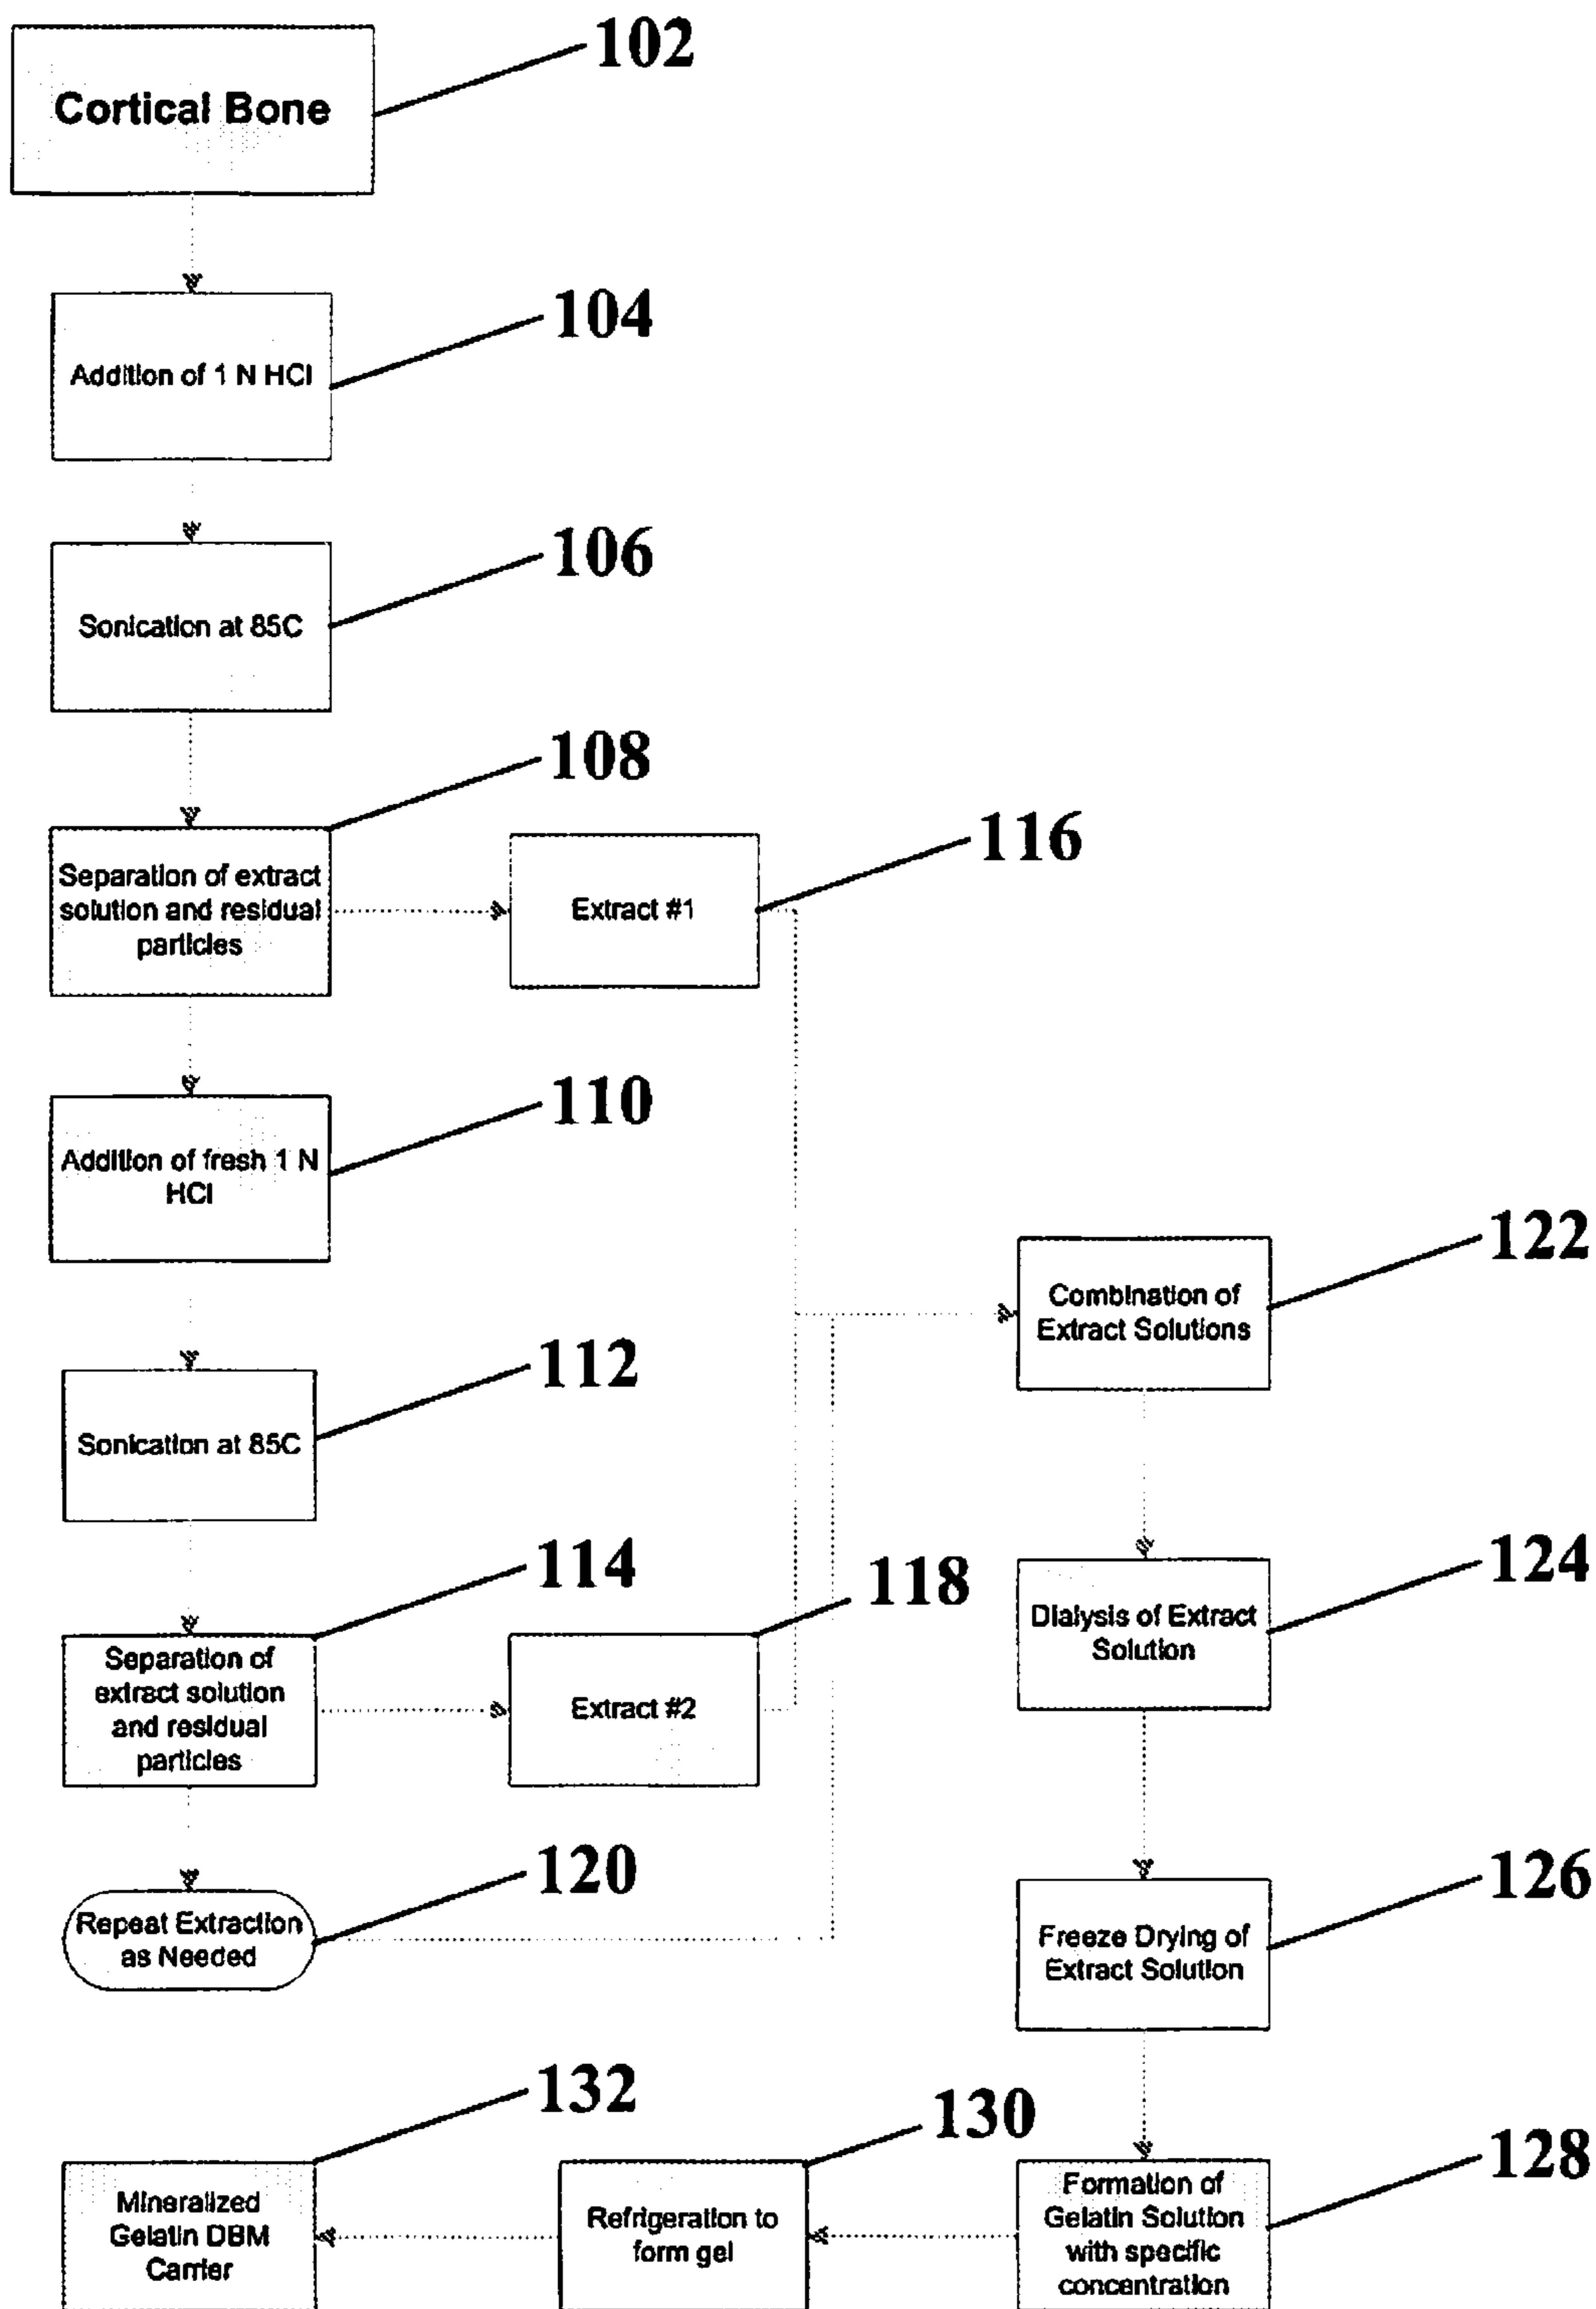 102
Cortical Bone
104
Addition of 1 N HCl
106
Sonication at 85C
108
Separation of extract
solution and residual
particles
116
Extract #1
110
Addition of fresh 1 N
HCl
122
Combination of
Extract Solutions
112
Sonication at 85C
114
Separation of
extract solution
and residual
particles
118
Extract #2
124
Dialysis of Extract
Solution
120
Repeat Extraction
as Needed
126
Freeze Drying of
Extract Solution
132
Mineralized
Gelatin DBM
Carrier
130
Refrigeration to
form gel
128
Formation of
Gelatin Solution
with specific
concentration